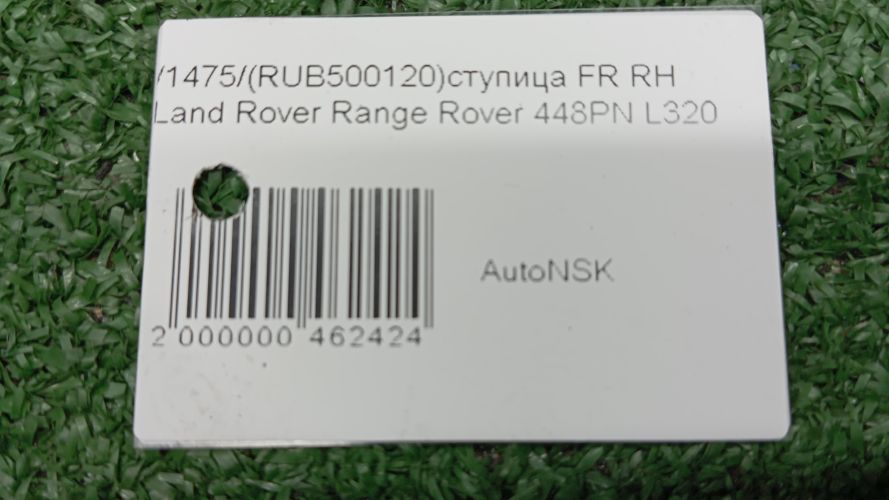 /1475/(RUB500120)ступица FR RH
Land Rover Range Rover 448PN L320
AutoNSK
2 000000 462424